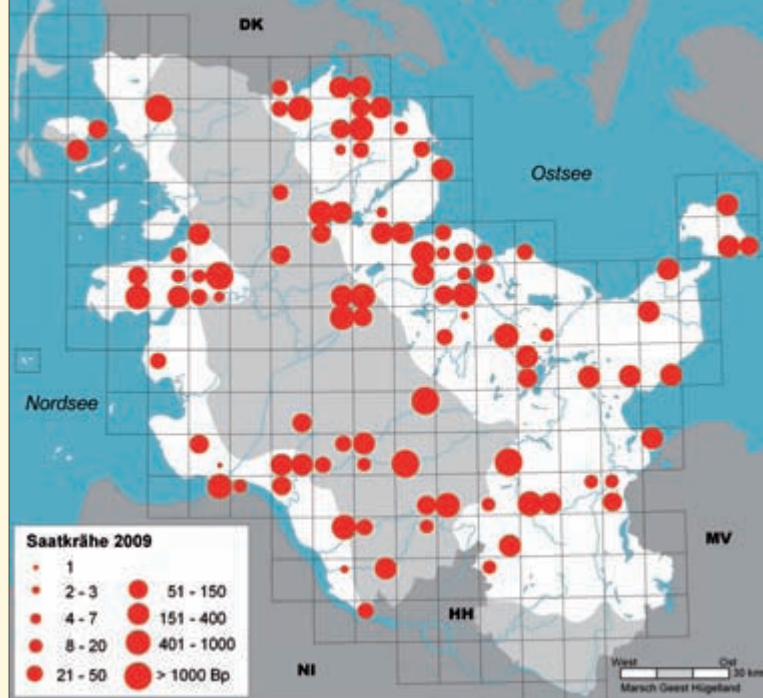 DK
Ostsee
Nordsee
Saatkrähe 2009
1
2 - 3
4 - 7
8 - 20
21 - 50
51 - 150
151 - 400
401 - 1000
> 1000 Bp
MV
HH
NI
West Ost
30 km
Marsch Geest Hügelland